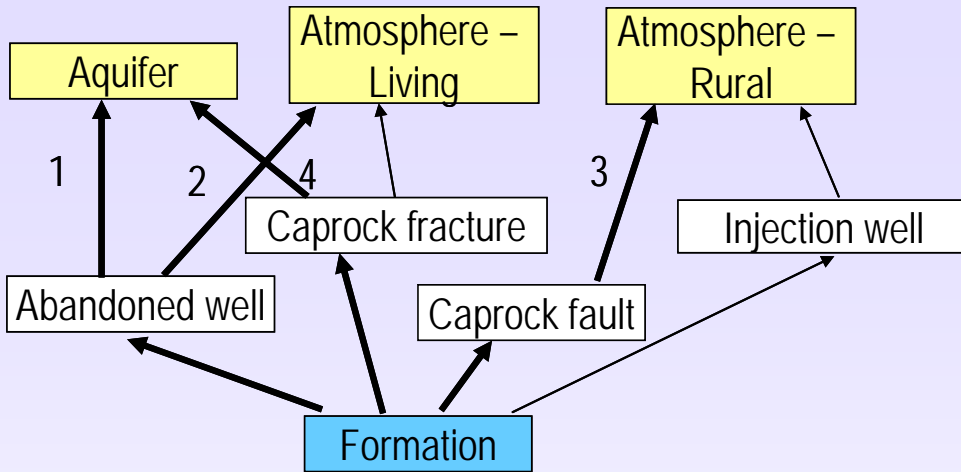 Aquifer
Atmosphere –
Living
Atmosphere –
Rural
1
2
4
3
Caprock fracture
Injection well
Abandoned well
Caprock fault
Formation